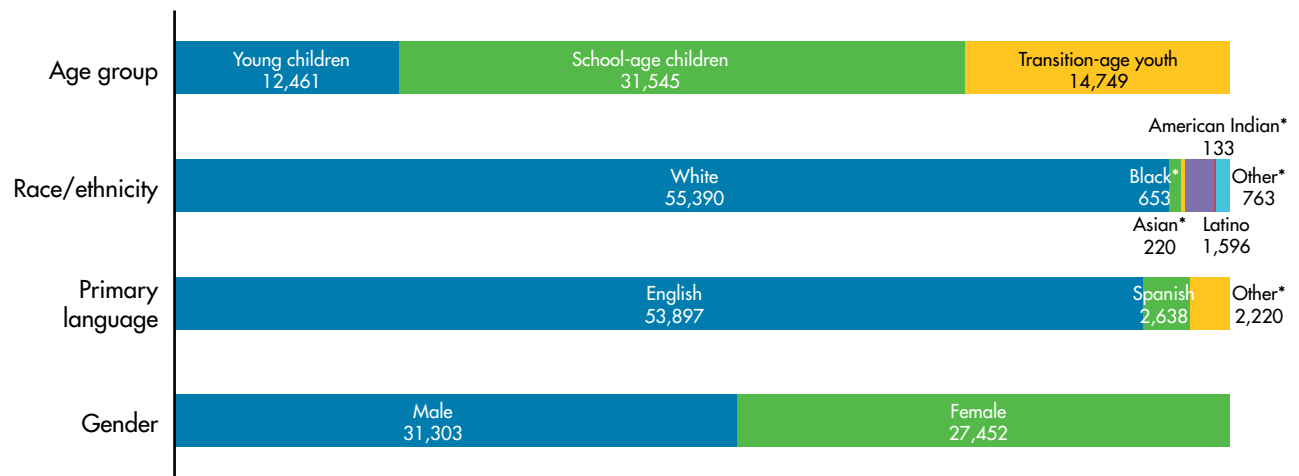 Age group
Young children
12,461
School-age children
31,545
Transition-age youth
14,749
American Indian*
133
Race/ethnicity
White
55,390
Black*
653
Other*
763
Asian*
220
Latino
1,596
Primary
language
English
53,897
Spanish
2,638
Other*
2,220
Gender
Male
31,303
Female
27,452